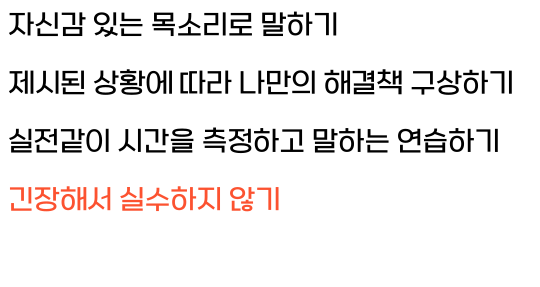 자신감 있는 목소리로 말하기
제시된 상황에 따라 나만의 해결책 구상하기
실전같이 시간을 측정하고 말하는 연습하기
긴장해서 실수하지 않기